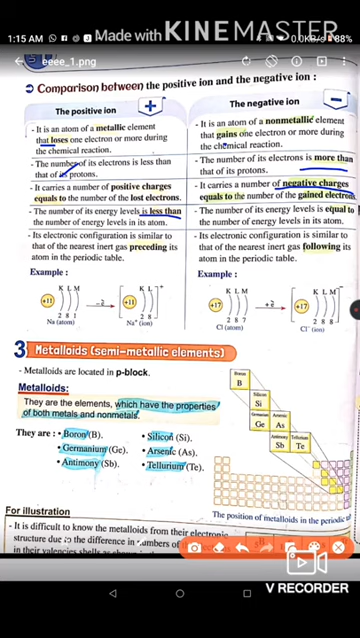 1:15 AM
Made with KINEMASTER
0.0KB/s
38%
eeee_1.png
Comparison between the positive ion and the negative ion :
The positive ion +
- It is an atom of a metallic element
that loses one electron or more during
the chemical reaction.
- The number of its electrons is less than
that of its protons.
- It carries a number of positive charges
equals to the number of the lost electrons.
- The number of its energy levels is less than
the number of energy levels in its atom.
- Its electronic configuration is similar to
that of the nearest inert gas preceding its
atom in the periodic table.
Example :
K L M
+11
2 8 1
Na (atom)
-ē
K L
+11
2 8
+
Na⁺ (ion)
The negative ion -
- It is an atom of a nonmetallic element
that gains one electron or more during
the chemical reaction.
- The number of its electrons is more than
that of its protons.
- It carries a number of negative charges
equals to the number of the gained electrons.
- The number of its energy levels is equal to
the number of energy levels in its atom.
- Its electronic configuration is similar to
that of the nearest inert gas following its
atom in the periodic table.
Example :
K L M
+17
2 8 7
Cl (atom)
+ē
K L M
+17
2 8 8
-
Cl⁻ (ion)
3 Metalloids (semi-metallic elements)
- Metalloids are located in p-block.
Metalloids:
They are the elements, which have the properties
of both metals and nonmetals.
They are : • Boron (B). • Silicon (Si).
• Germanium (Ge). • Arsenic (As).
• Antimony (Sb). • Tellurium (Te).
Boron
B
Silicon
Si
Germanium Arsenic
Ge As
Antimony Tellurium
Sb Te
The position of metalloids in the periodic
For illustration
- It is difficult to know the metalloids from their electronic
structure due to the difference in numbers of
in their valencies shells as
V RECORDER